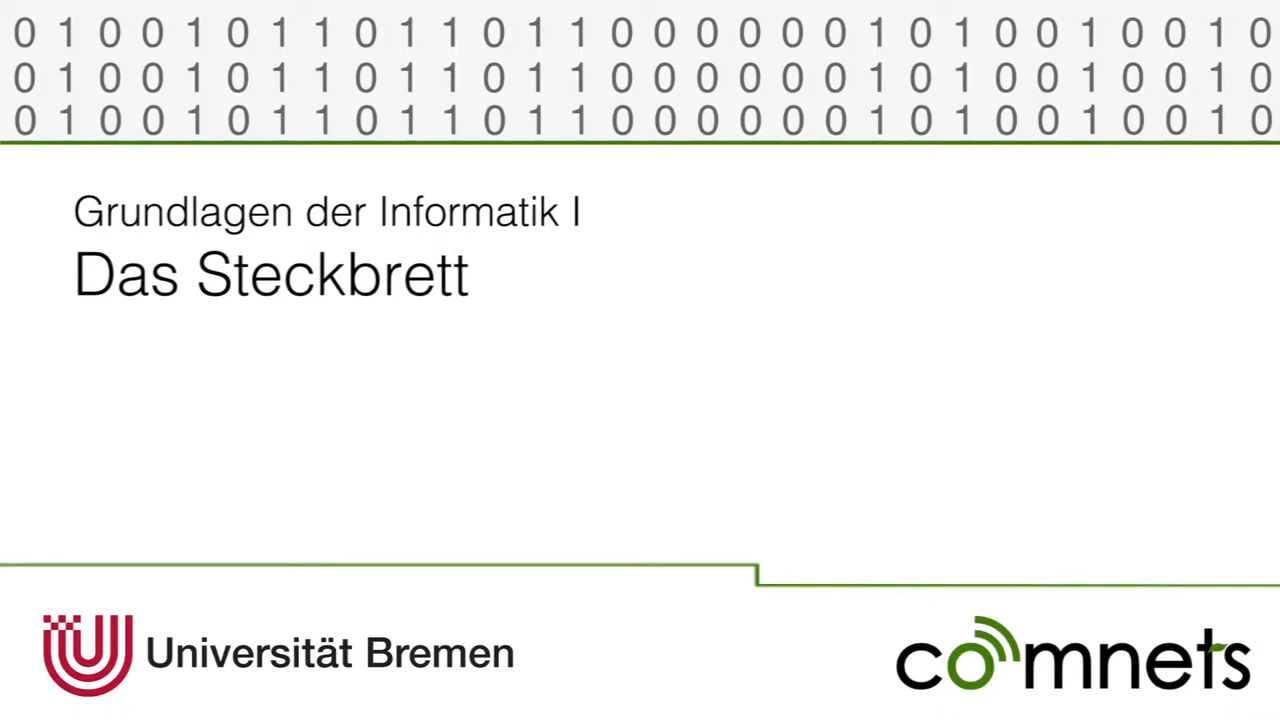 0 1 0 0 1 0 1 1 0 1 1 0 1 1 0 0 0 0 0 0 1 0 1 0 0 1 0 0 1 0
0 1 0 0 1 0 1 1 0 1 1 0 1 1 0 0 0 0 0 0 1 0 1 0 0 1 0 0 1 0
0 1 0 0 1 0 1 1 0 1 1 0 1 1 0 0 0 0 0 0 1 0 1 0 0 1 0 0 1 0
Grundlagen der Informatik I
Das Steckbrett
Universität Bremen
comnets